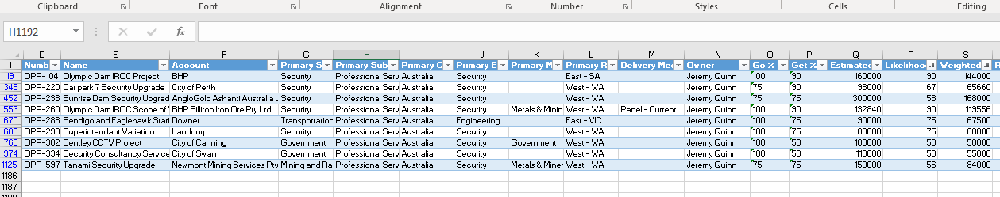 Clipboard Font Alignment Number Styles Cells Editing
H1192 fx
D E F G H I J K L M N O P Q R S
1 Numb Name Account Primary S Primary Sub Primary C Primary E Primary M Primary R Delivery Mec Owner Go % Get % Estimated Likelihood Weighted
19 OPP-104 Olympic Dam IROC Project BHP Security Professional Serv Australia Security East - SA Jeremy Quinn 100 90 160000 90 144000
346 OPP-220 Car park 7 Security Upgrade City of Perth Security Professional Serv Australia Security West - WA Jeremy Quinn 75 90 98000 67 65660
452 OPP-236 Sunrise Dam Security Upgrad AngloGold Ashanti Australia L Security Professional Serv Australia Security West - WA Jeremy Quinn 75 75 300000 56 168000
553 OPP-260 Olympic Dam IROC Scope of BHP Billiton Iron Ore Pty Ltd Security Professional Serv Australia Security Metals & Minin West - WA Panel - Current Jeremy Quinn 100 90 132840 90 119556
670 OPP-288 Bendigo and Eaglehawk Stati Downer Transportation Professional Serv Australia Engineering East - VIC Jeremy Quinn 100 75 90000 75 67500
683 OPP-290 Superintendant Variation Landcorp Security Professional Serv Australia Security West - WA Jeremy Quinn 100 75 80000 75 60000
769 OPP-302 Bentley CCTV Project City of Canning Government Professional Serv Australia Security Government West - WA Jeremy Quinn 100 50 100000 50 50000
974 OPP-334 Security Consultancy Service City of Swan Government Professional Serv Australia Security West - WA Jeremy Quinn 100 50 110000 50 55000
1125 OPP-597 Tanami Security Upgrade Newmont Mining Services Pty Mining and Ra Professional Serv Australia Security Metals & Miner West - WA Jeremy Quinn 75 75 150000 56 84000
1186
1187